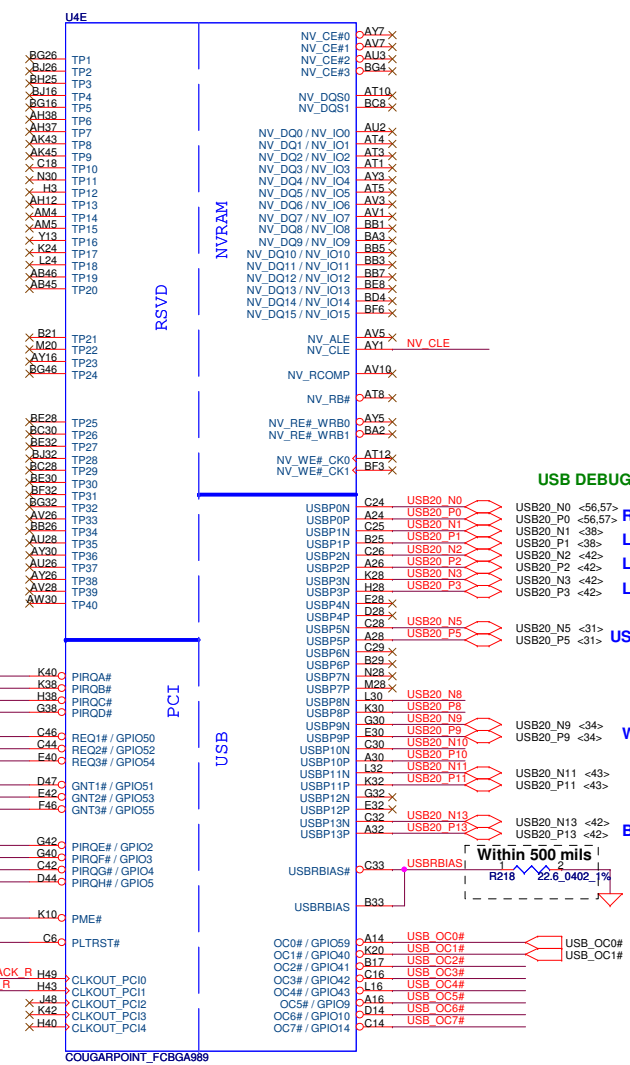 U4E
BG26 TP1
BJ26 TP2
BH25 TP3
BJ16 TP4
BG16 TP5
AH38 TP6
AH37 TP7
AK43 TP8
AK45 TP9
C18 TP10
N30 TP11
H3 TP12
AH12 TP13
AM4 TP14
AM5 TP15
Y13 TP16
K24 TP17
L24 TP18
AB46 TP19
AB45 TP20
B21 TP21
M20 TP22
AY16 TP23
BG46 TP24
BE28 TP25
BC30 TP26
BE32 TP27
BJ32 TP28
BC28 TP29
BE30 TP30
BF32 TP31
BG32 TP32
AV26 TP33
BB26 TP34
AU28 TP35
AY30 TP36
AU26 TP37
AY26 TP38
AV28 TP39
AW30 TP40
RSVD
NVRAM
NV_CE#0 AY7
NV_CE#1 AV7
NV_CE#2 AU3
NV_CE#3 BG4
NV_DQS0 AT10
NV_DQS1 BC8
NV_DQ0 / NV_IO0 AU2
NV_DQ1 / NV_IO1 AT4
NV_DQ2 / NV_IO2 AT3
NV_DQ3 / NV_IO3 AT1
NV_DQ4 / NV_IO4 AY3
NV_DQ5 / NV_IO5 AT5
NV_DQ6 / NV_IO6 AV3
NV_DQ7 / NV_IO7 AV1
NV_DQ8 / NV_IO8 BB1
NV_DQ9 / NV_IO9 BA3
NV_DQ10 / NV_IO10 BB5
NV_DQ11 / NV_IO11 BB3
NV_DQ12 / NV_IO12 BB7
NV_DQ13 / NV_IO13 BE8
NV_DQ14 / NV_IO14 BD4
NV_DQ15 / NV_IO15 BF6
NV_ALE AV5
NV_CLE AY1 NV_CLE
NV_RCOMP AV10
NV_RB# AT8
NV_RE#_WRB0 AY5
NV_RE#_WRB1 BA2
NV_WE#_CK0 AT12
NV_WE#_CK1 BF3
USB DEBUG
USBP0N C24 USB20_N0 USB20_N0 <56,57>
USBP0P A24 USB20_P0 USB20_P0 <56,57>
USBP1N C25 USB20_N1 USB20_N1 <38>
USBP1P B25 USB20_P1 USB20_P1 <38>
USBP2N C26 USB20_N2 USB20_N2 <42>
USBP2P A26 USB20_P2 USB20_P2 <42>
USBP3N K28 USB20_N3 USB20_N3 <42>
USBP3P H28 USB20_P3 USB20_P3 <42>
USBP4N E28
USBP4P D28
USBP5N C28 USB20_N5 USB20_N5 <31>
USBP5P A28 USB20_P5 USB20_P5 <31> US
USBP6N C29
USBP6P B29
USBP7N N28
USBP7P M28
USBP8N L30 USB20_N8
USBP8P K30 USB20_P8
USBP9N G30 USB20_N9 USB20_N9 <34>
USBP9P E30 USB20_P9 USB20_P9 <34>
USBP10N C30 USB20_N10
USBP10P A30 USB20_P10
USBP11N L32 USB20_N11 USB20_N11 <43>
USBP11P K32 USB20_P11 USB20_P11 <43>
USBP12N G32
USBP12P E32
USBP13N C32 USB20_N13 USB20_N13 <42>
USBP13P A32 USB20_P13 USB20_P13 <42> B
USBRBIAS# C33 USBRBIAS
USBRBIAS B33
Within 500 mils
1 2
R218 22.6_0402_1%
PCI
USB
K40 PIRQA#
K38 PIRQB#
H38 PIRQC#
G38 PIRQD#
C46 REQ1# / GPIO50
C44 REQ2# / GPIO52
E40 REQ3# / GPIO54
D47 GNT1# / GPIO51
E42 GNT2# / GPIO53
F46 GNT3# / GPIO55
G42 PIRQE# / GPIO2
G40 PIRQF# / GPIO3
C42 PIRQG# / GPIO4
D44 PIRQH# / GPIO5
K10 PME#
C6 PLTRST#
ACK_R H49 CLKOUT_PCI0
R H43 CLKOUT_PCI1
J48 CLKOUT_PCI2
K42 CLKOUT_PCI3
H40 CLKOUT_PCI4
OC0# / GPIO59 A14 USB_OC0# USB_OC0#
OC1# / GPIO40 K20 USB_OC1# USB_OC1#
OC2# / GPIO41 B17 USB_OC2#
OC3# / GPIO42 C16 USB_OC3#
OC4# / GPIO43 L16 USB_OC4#
OC5# / GPIO9 A16 USB_OC5#
OC6# / GPIO10 D14 USB_OC6#
OC7# / GPIO14 C14 USB_OC7#
COUGARPOINT_FCBGA989